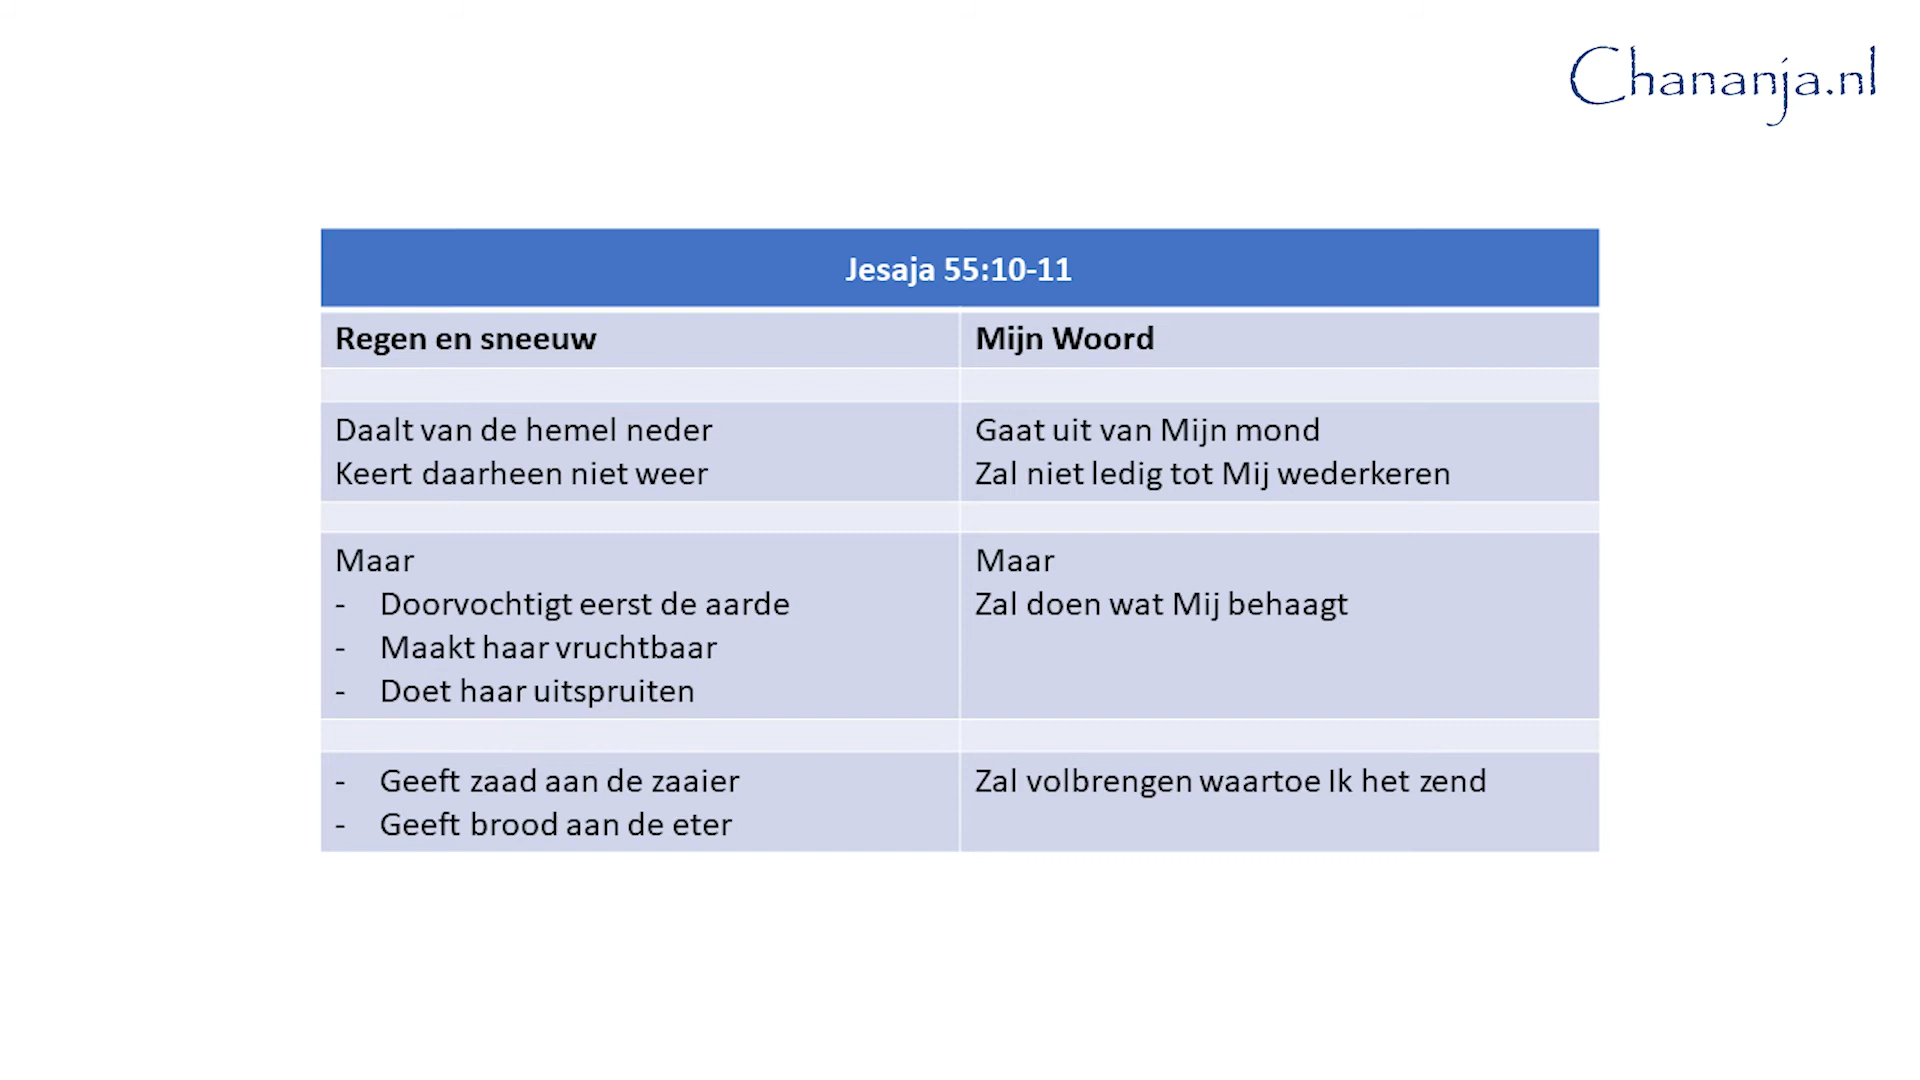 Chananja.nl
Jesaja 55:10-11
Regen en sneeuw
Mijn Woord
Daalt van de hemel neder
Keert daarheen niet weer
Gaat uit van Mijn mond
Zal niet ledig tot Mij wederkeren
Maar
- Doorvochtigt eerst de aarde
- Maakt haar vruchtbaar
- Doet haar uitspruiten
Maar
Zal doen wat Mij behaagt
- Geeft zaad aan de zaaier
- Geeft brood aan de eter
Zal volbrengen waartoe Ik het zend